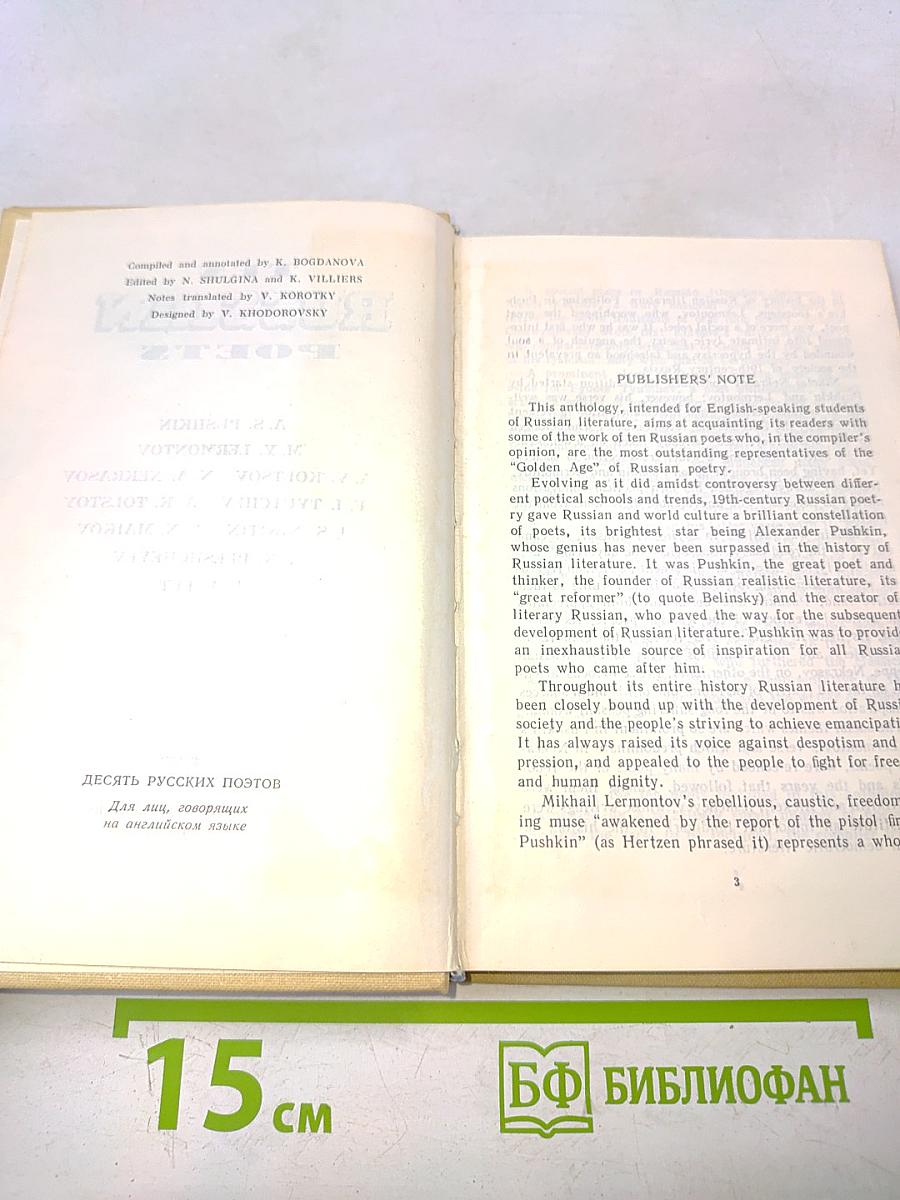 Compiled and annotated by K. BOGDANOVA
Edited by N. SHULGINA and K. VILLIERS
Notes translated by V. KOROTKY
Designed by V. KHODOROVSKY
ДЕСЯТЬ РУССКИХ ПОЭТОВ
Для лиц, говорящих
на английском языке
PUBLISHERS' NOTE
This anthology, intended for English-speaking students
of Russian literature, aims at acquainting its readers with
some of the work of ten Russian poets who, in the compiler's
opinion, are the most outstanding representatives of the
“Golden Age” of Russian poetry.
Evolving as it did amidst controversy between differ-
ent poetical schools and trends, 19th-century Russian poet-
ry gave Russian and world culture a brilliant constellation
of poets, its brightest star being Alexander Pushkin,
whose genius has never been surpassed in the history of
Russian literature. It was Pushkin, the great poet and
thinker, the founder of Russian realistic literature, its
“great reformer” (to quote Belinsky) and the creator of
literary Russian, who paved the way for the subsequent
development of Russian literature. Pushkin was to provid
an inexhaustible source of inspiration for all Russia
poets who came after him.
Throughout its entire history Russian literature h
been closely bound up with the development of Russi
society and the people's striving to achieve emancipati
It has always raised its voice against despotism and
pression, and appealed to the people to fight for free
and human dignity.
Mikhail Lermontov's rebellious, caustic, freedom
ing muse “awakened by the report of the pistol fir
Pushkin” (as Hertzen phrased it) represents a who
3
15 см
БФ БИБЛИОФАН